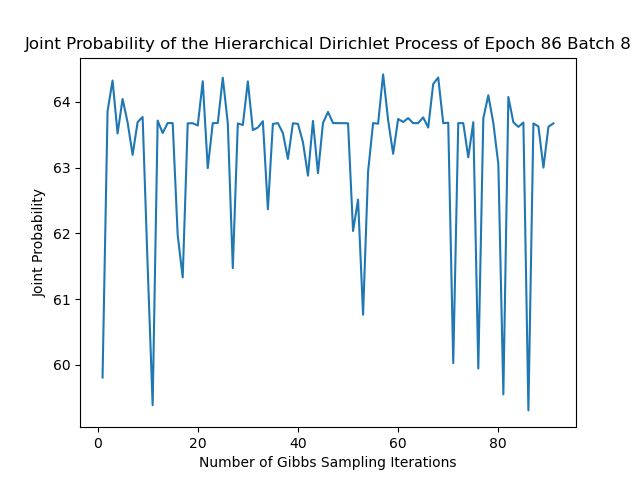 Joint Probability of the Hierarchical Dirichlet Process of Epoch 86 Batch 8
64
63
62
61
60
Joint Probability
0 20 40 60 80
Number of Gibbs Sampling Iterations